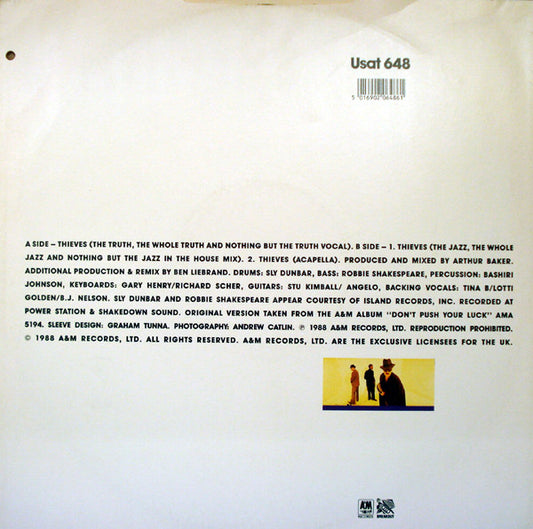 Usat 648
5 016902 064861
A SIDE – THIEVES (THE TRUTH, THE WHOLE TRUTH AND NOTHING BUT THE TRUTH VOCAL). B SIDE – 1. THIEVES (THE JAZZ, THE WHOLE
JAZZ AND NOTHING BUT THE JAZZ IN THE HOUSE MIX). 2. THIEVES (ACAPELLA). PRODUCED AND MIXED BY ARTHUR BAKER.
ADDITIONAL PRODUCTION & REMIX BY BEN LIEBRAND. DRUMS: SLY DUNBAR, BASS: ROBBIE SHAKESPEARE, PERCUSSION: BASHIRI
JOHNSON, KEYBOARDS: GARY HENRY/RICHARD SCHER, GUITARS: STU KIMBALL/ ANGELO, BACKING VOCALS: TINA B/LOTTI
GOLDEN/B.J. NELSON. SLY DUNBAR AND ROBBIE SHAKESPEARE APPEAR COURTESY OF ISLAND RECORDS, INC. RECORDED AT
POWER STATION & SHAKEDOWN SOUND. ORIGINAL VERSION TAKEN FROM THE A&M ALBUM "DON'T PUSH YOUR LUCK" AMA
5194. SLEEVE DESIGN: GRAHAM TUNNA. PHOTOGRAPHY: ANDREW CATLIN. ℗ 1988 A&M RECORDS, LTD. REPRODUCTION PROHIBITED.
© 1988 A&M RECORDS, LTD. ALL RIGHTS RESERVED. A&M RECORDS, LTD. ARE THE EXCLUSIVE LICENSEES FOR THE UK.
A&M
RECORDS
BREAKOUT